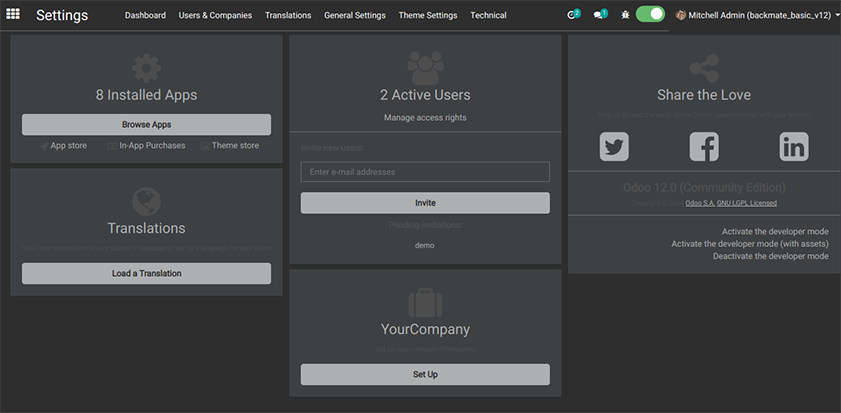 Settings
Dashboard
Users & Companies
Translations
General Settings
Theme Settings
Technical
2
1
Mitchell Admin (backmate_basic_v12)
8 Installed Apps
Browse Apps
App store
In-App Purchases
Theme store
Translations
Load a Translation
2 Active Users
Manage access rights
Invite new users:
Enter e-mail addresses
Invite
Pending Invitations:
demo
YourCompany
Set Up
Share the Love
Odoo 12.0 (Community Edition)
Copyright © 2004 Odoo S.A. GNU LGPL Licensed
Activate the developer mode
Activate the developer mode (with assets)
Deactivate the developer mode